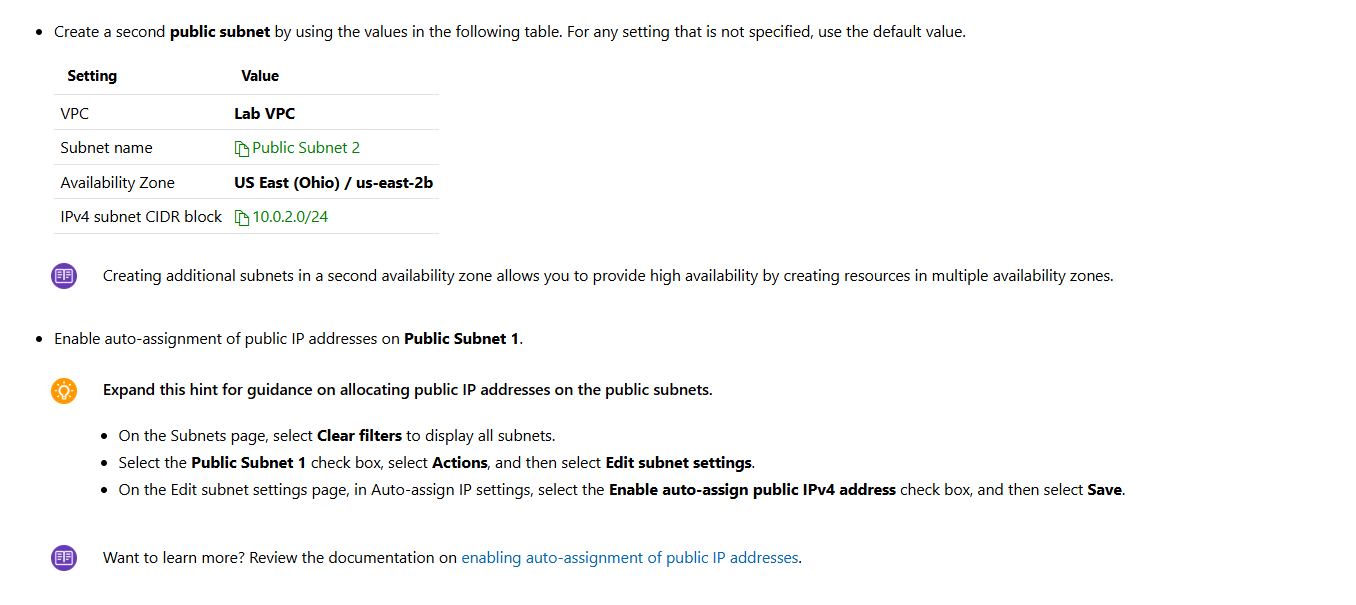 Create a second public subnet by using the values in the following table. For any setting that is not specified, use the default value.
Setting Value
VPC Lab VPC
Subnet name Public Subnet 2
Availability Zone US East (Ohio) / us-east-2b
IPv4 subnet CIDR block 10.0.2.0/24
Creating additional subnets in a second availability zone allows you to provide high availability by creating resources in multiple availability zones.
Enable auto-assignment of public IP addresses on Public Subnet 1.
Expand this hint for guidance on allocating public IP addresses on the public subnets.
On the Subnets page, select Clear filters to display all subnets.
Select the Public Subnet 1 check box, select Actions, and then select Edit subnet settings.
On the Edit subnet settings page, in Auto-assign IP settings, select the Enable auto-assign public IPv4 address check box, and then select Save.
Want to learn more? Review the documentation on enabling auto-assignment of public IP addresses.